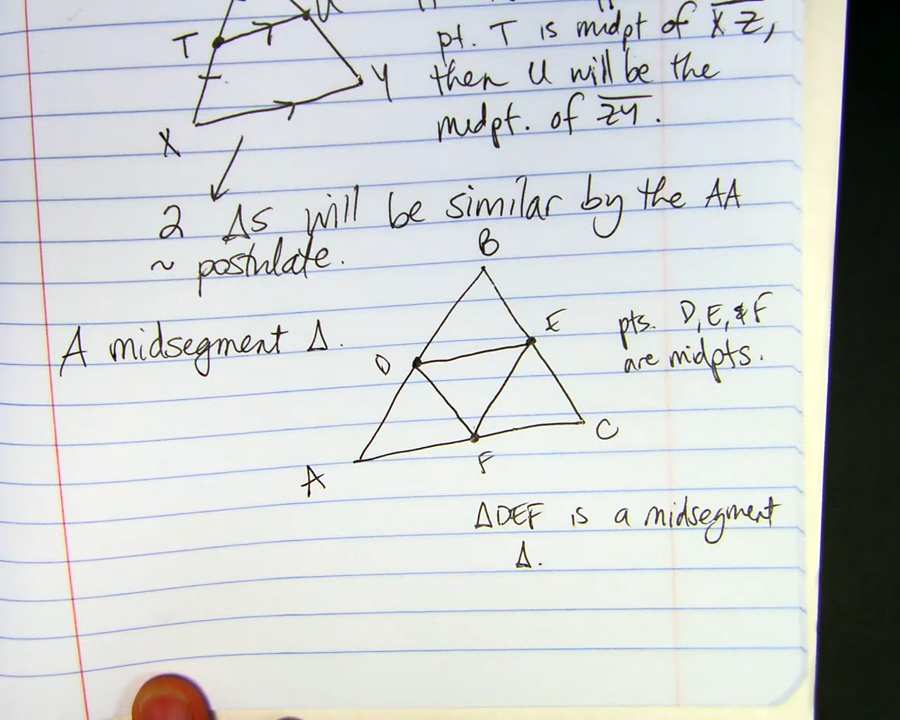 U
T
pt. T is midpt of XZ,
Y
then U will be the
midpt. of ZY.
X
2 Δs will be similar by the AA
~ postulate.
B
A midsegment Δ.
E
pts. D, E, & F
are midpts.
D
C
F
A
ΔDEF is a midsegment
Δ.